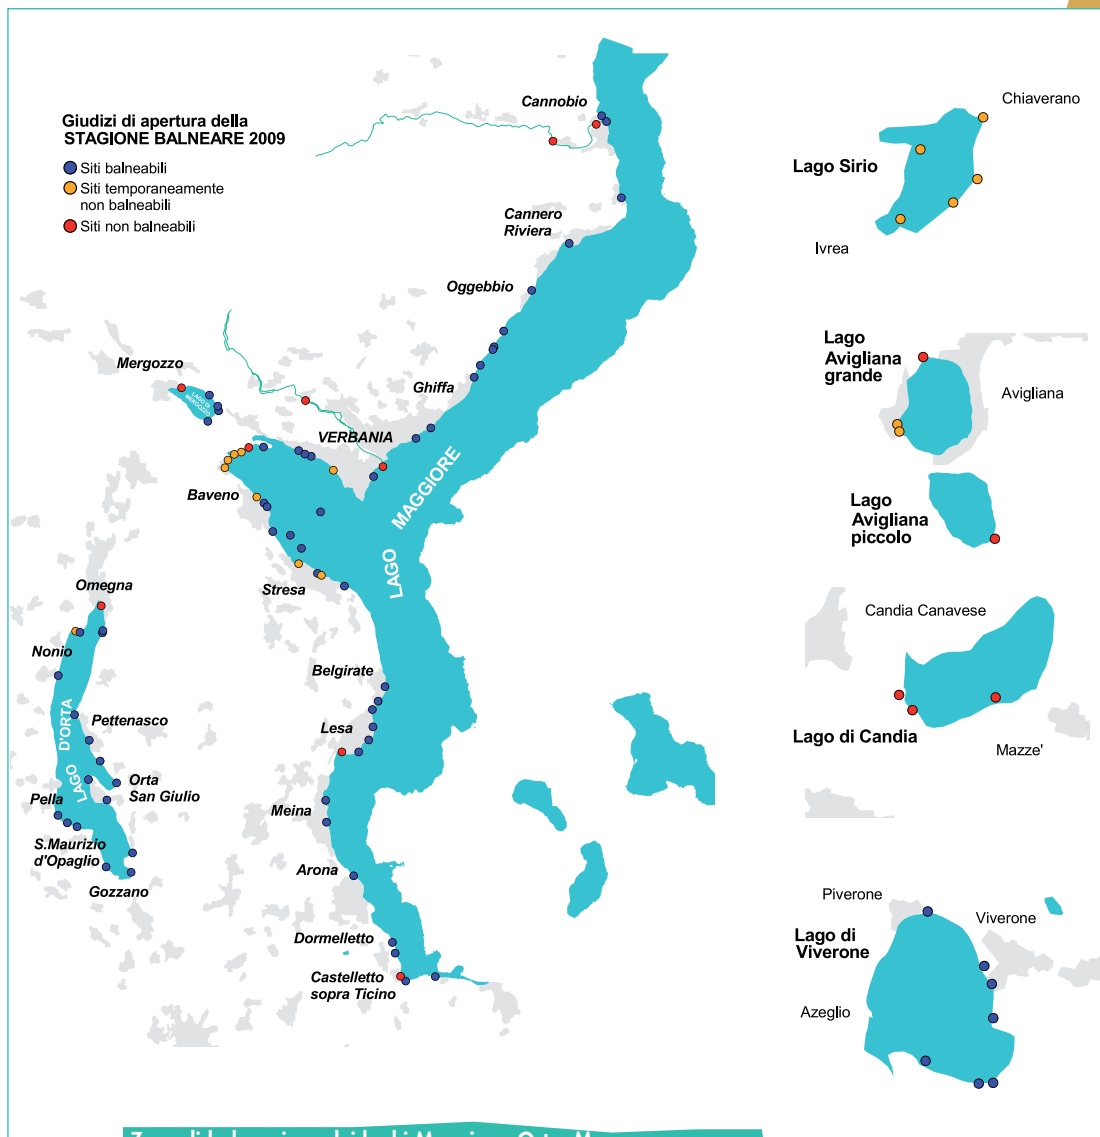 Giudizi di apertura della
STAGIONE BALNEARE 2009
Siti balneabili
Siti temporaneamente
non balneabili
Siti non balneabili
Cannobio
Cannero
Riviera
Oggebbio
Ghiffa
Mergozzo
LAGO DI
MERGOZZO
VERBANIA
Baveno
LAGO MAGGIORE
Stresa
Omegna
Nonio
Belgirate
Lesa
Pettenasco
LAGO D'ORTA
Orta
San Giulio
Pella
Meina
S.Maurizio
d'Opaglio
Gozzano
Arona
Dormelletto
Castelletto
sopra Ticino
Chiaverano
Lago Sirio
Ivrea
Lago
Avigliana
grande
Avigliana
Lago
Avigliana
piccolo
Candia Canavese
Lago di Candia
Mazze'
Piverone
Viverone
Lago di
Viverone
Azeglio